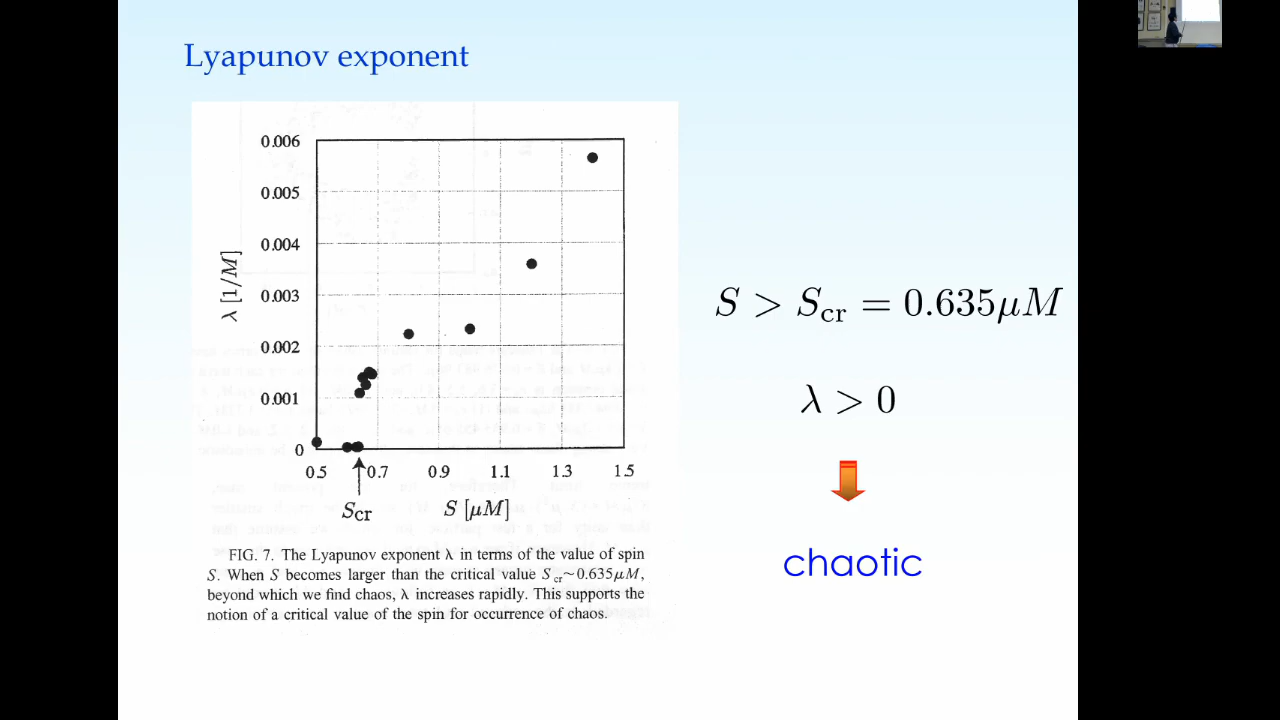 Lyapunov exponent
0.006
0.005
0.004
0.003
0.002
0.001
0
λ [1/M]
0.5 0.7 0.9 1.1 1.3 1.5
Scr S [μM]
FIG. 7. The Lyapunov exponent λ in terms of the value of spin
S. When S becomes larger than the critical value Scr~0.635μM,
beyond which we find chaos, λ increases rapidly. This supports the
notion of a critical value of the spin for occurrence of chaos.
S > Scr = 0.635μM
λ > 0
chaotic